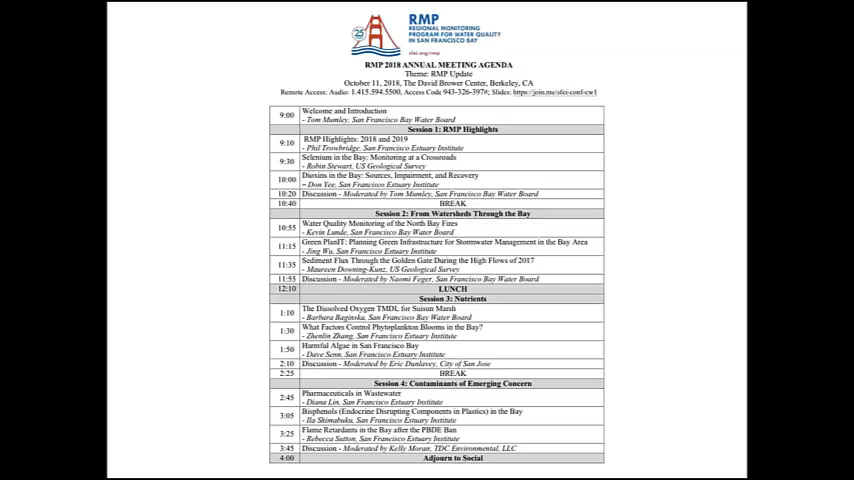 25
RMP
REGIONAL MONITORING
PROGRAM FOR WATER QUALITY
IN SAN FRANCISCO BAY
sfei.org/rmp
RMP 2018 ANNUAL MEETING AGENDA
Theme: RMP Update
October 11, 2018, The David Brower Center, Berkeley, CA
Remote Access: Audio: 1.415.594.5500, Access Code 943-326-397#; Slides: https://join.me/sfei-conf-cw1
9:00 Welcome and Introduction
- Tom Mumley, San Francisco Bay Water Board
Session 1: RMP Highlights
9:10 RMP Highlights: 2018 and 2019
- Phil Trowbridge, San Francisco Estuary Institute
9:30 Selenium in the Bay: Monitoring at a Crossroads
- Robin Stewart, US Geological Survey
10:00 Dioxins in the Bay: Sources, Impairment, and Recovery
– Don Yee, San Francisco Estuary Institute
10:20 Discussion - Moderated by Tom Mumley, San Francisco Bay Water Board
10:40 BREAK
Session 2: From Watersheds Through the Bay
10:55 Water Quality Monitoring of the North Bay Fires
- Kevin Lunde, San Francisco Bay Water Board
11:15 Green PlanIT: Planning Green Infrastructure for Stormwater Management in the Bay Area
- Jing Wu, San Francisco Estuary Institute
11:35 Sediment Flux Through the Golden Gate During the High Flows of 2017
- Maureen Downing-Kunz, US Geological Survey
11:55 Discussion - Moderated by Naomi Feger, San Francisco Bay Water Board
12:10 LUNCH
Session 3: Nutrients
1:10 The Dissolved Oxygen TMDL for Suisun Marsh
- Barbara Baginska, San Francisco Bay Water Board
1:30 What Factors Control Phytoplankton Blooms in the Bay?
- Zhenlin Zhang, San Francisco Estuary Institute
1:50 Harmful Algae in San Francisco Bay
- Dave Senn, San Francisco Estuary Institute
2:10 Discussion - Moderated by Eric Dunlavey, City of San Jose
2:25 BREAK
Session 4: Contaminants of Emerging Concern
2:45 Pharmaceuticals in Wastewater
- Diana Lin, San Francisco Estuary Institute
3:05 Bisphenols (Endocrine Disrupting Components in Plastics) in the Bay
- Ila Shimabuku, San Francisco Estuary Institute
3:25 Flame Retardants in the Bay after the PBDE Ban
- Rebecca Sutton, San Francisco Estuary Institute
3:45 Discussion - Moderated by Kelly Moran, TDC Environmental, LLC
4:00 Adjourn to Social